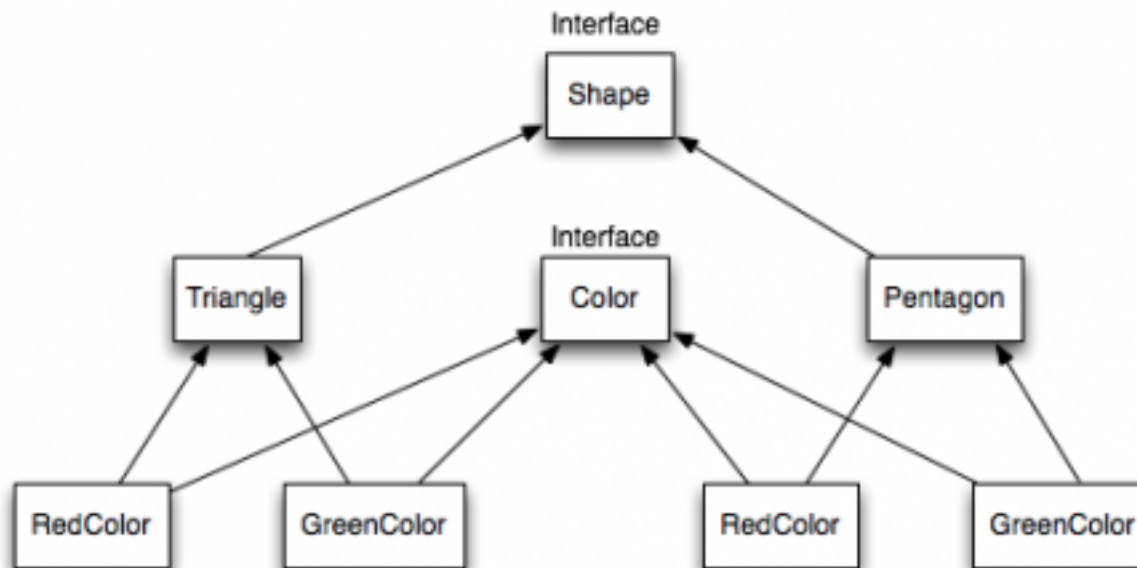 Interface
Shape
Interface
Triangle
Color
Pentagon
RedColor
GreenColor
RedColor
GreenColor